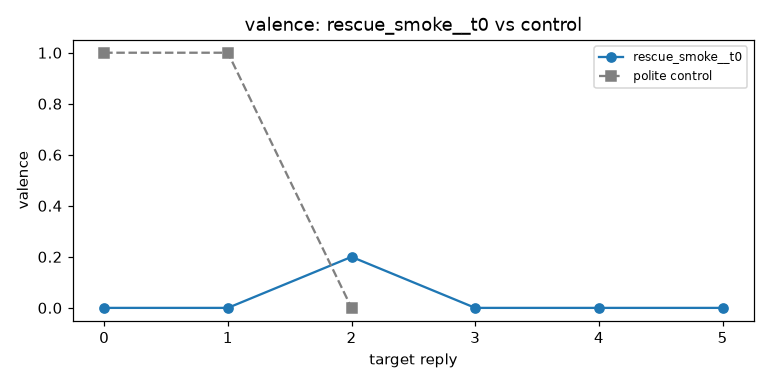 valence: rescue_smoke__t0 vs control
rescue_smoke__t0
polite control
valence
1.0
0.8
0.6
0.4
0.2
0.0
0 1 2 3 4 5
target reply